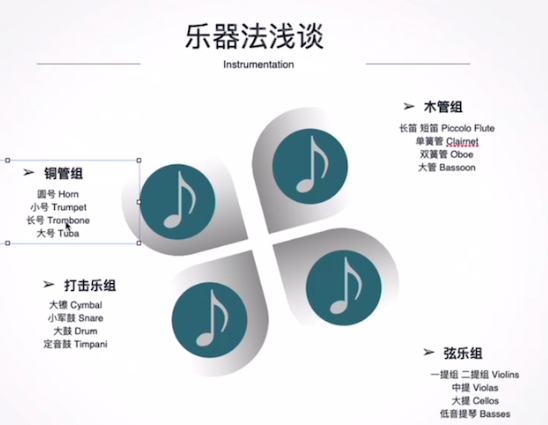 乐器法浅谈
Instrumentation
➢ 木管组
长笛 短笛 Piccolo Flute
单簧管 Clairnet
双簧管 Oboe
大管 Bassoon
➢ 铜管组
圆号 Horn
小号 Trumpet
长号 Trombone
大号 Tuba
➢ 打击乐组
大镲 Cymbal
小军鼓 Snare
大鼓 Drum
定音鼓 Timpani
➢ 弦乐组
一提组 二提组 Violins
中提 Violas
大提 Cellos
低音提琴 Basses